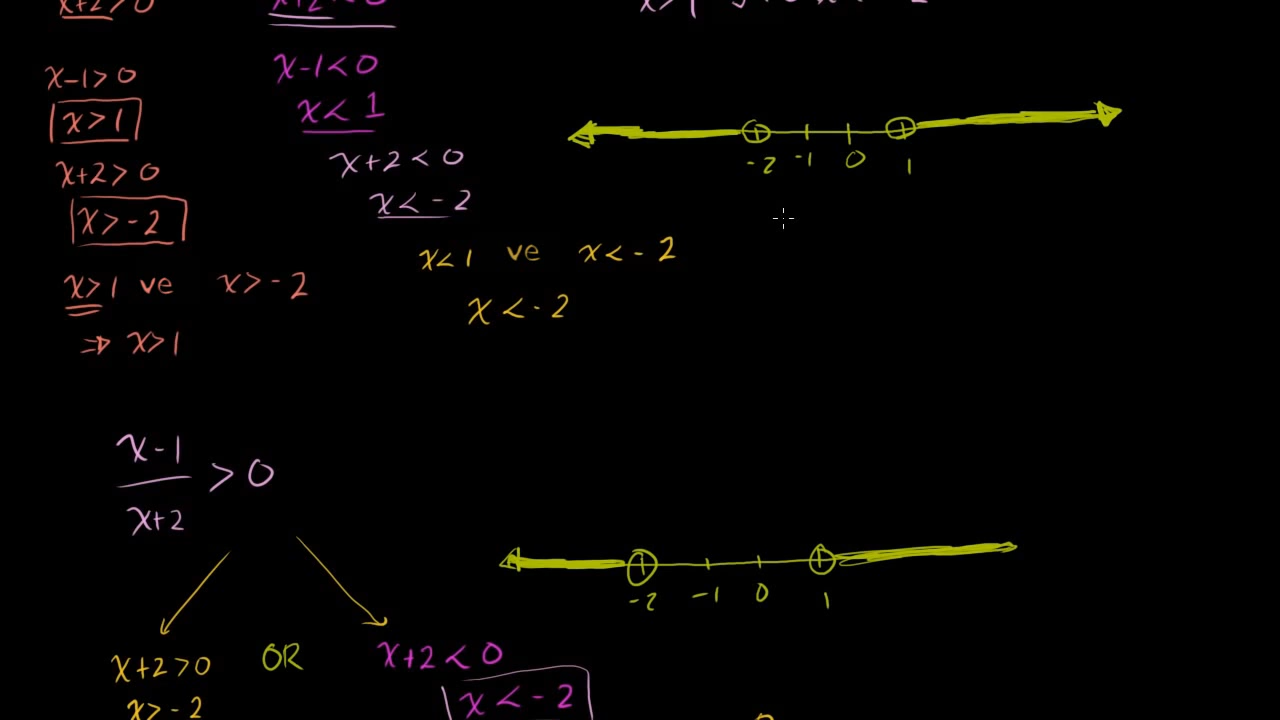 x+2>0
x-1>0
x>1
x+2>0
x>-2
x>1 ve x>-2
⇒ x>1
x-1<0
x<1
x+2<0
x<-2
x<1 ve x<-2
x<-2
-2 -1 0 1
x-1
x+2
>0
-2 -1 0 1
x+2>0 OR x+2<0
x>-2
x<-2